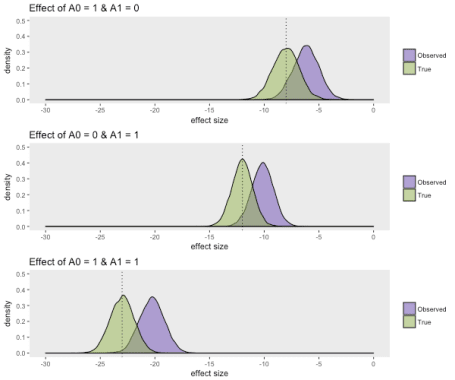 Effect of A0 = 1 & A1 = 0
0.5
0.4
0.3
0.2
0.1
0.0
density
-30 -25 -20 -15 -10 -5 0
effect size
Observed
True
Effect of A0 = 0 & A1 = 1
0.5
0.4
0.3
0.2
0.1
0.0
density
-30 -25 -20 -15 -10 -5 0
effect size
Observed
True
Effect of A0 = 1 & A1 = 1
0.5
0.4
0.3
0.2
0.1
0.0
density
-30 -25 -20 -15 -10 -5 0
effect size
Observed
True